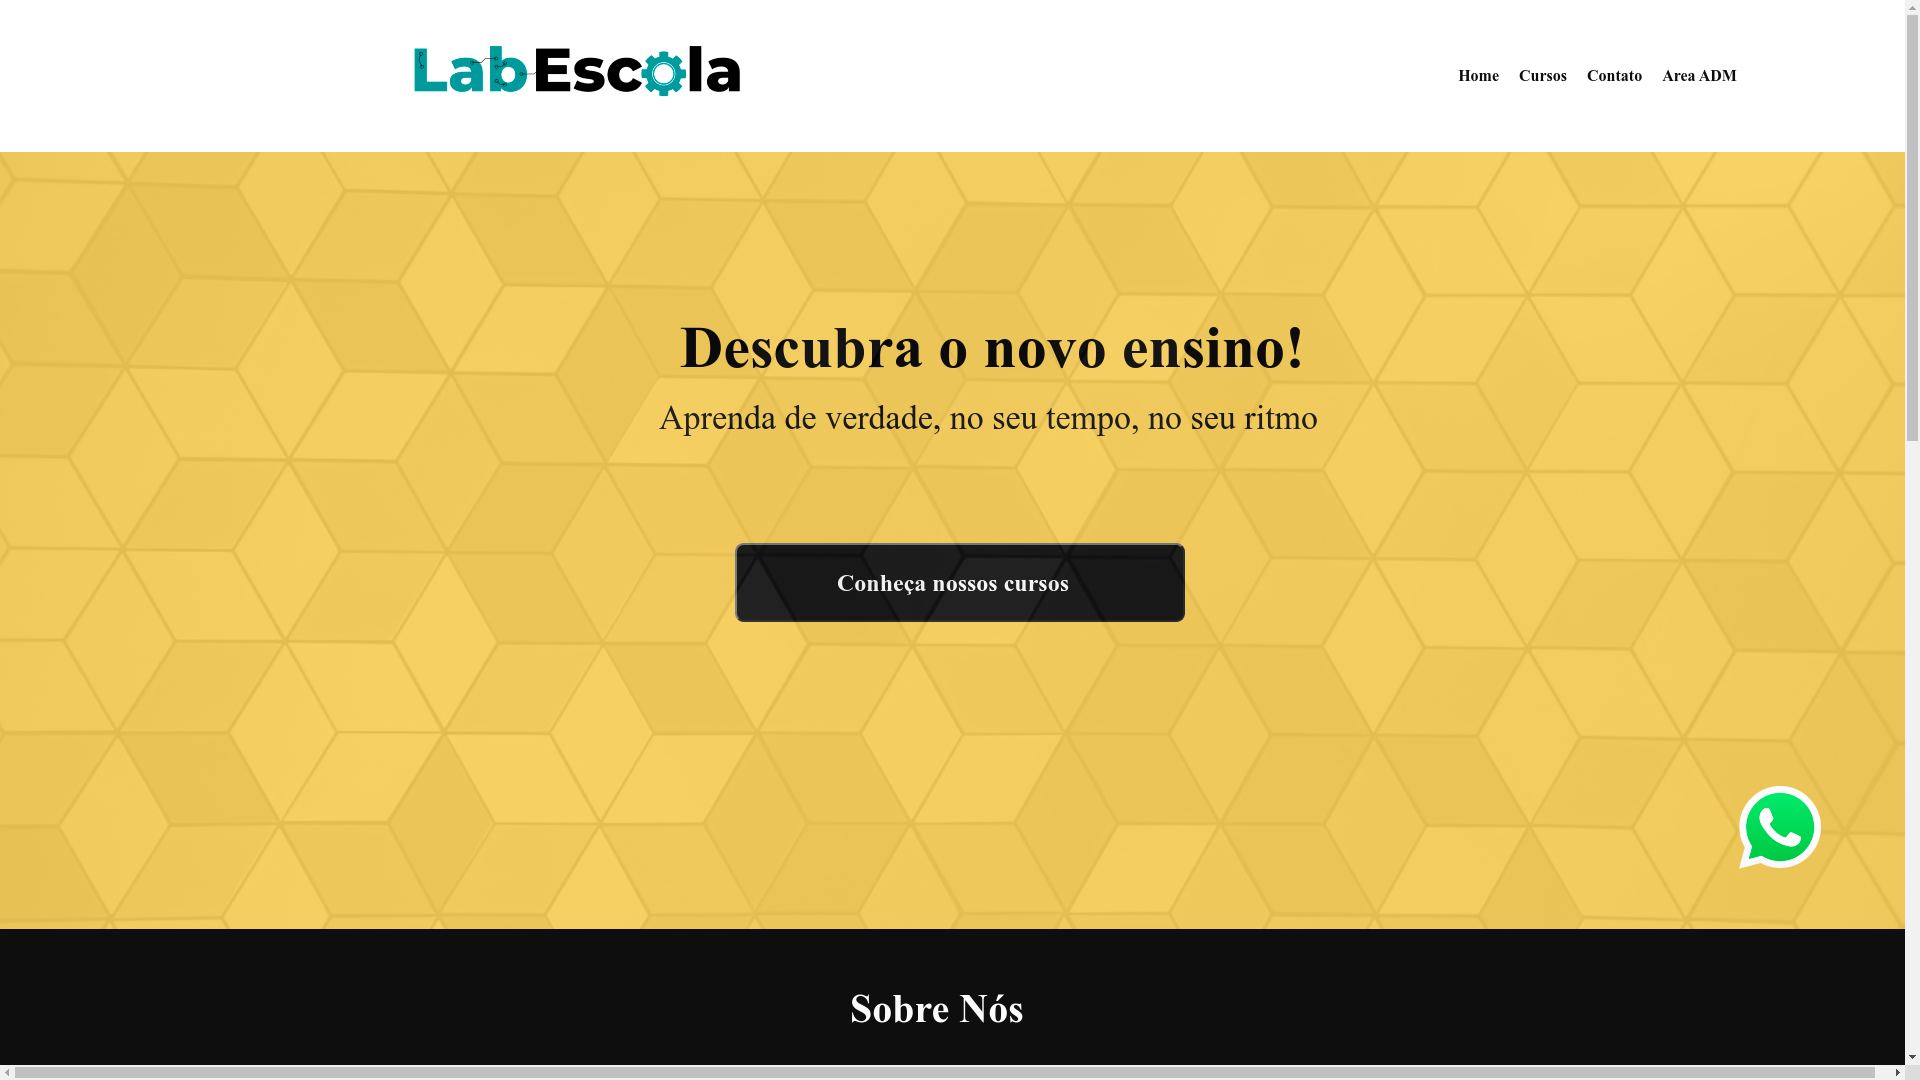 LabEscola
Home Cursos Contato Area ADM
Descubra o novo ensino!
Aprenda de verdade, no seu tempo, no seu ritmo
Conheça nossos cursos
Sobre Nós